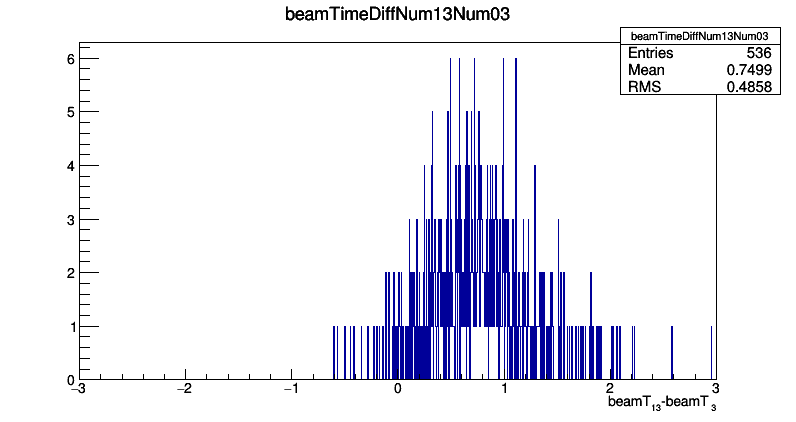 beamTimeDiffNum13Num03
beamTimeDiffNum13Num03
Entries 536
Mean 0.7499
RMS 0.4858
6
5
4
3
2
1
0
−3 −2 −1 0 1 2 3
beamT13-beamT3